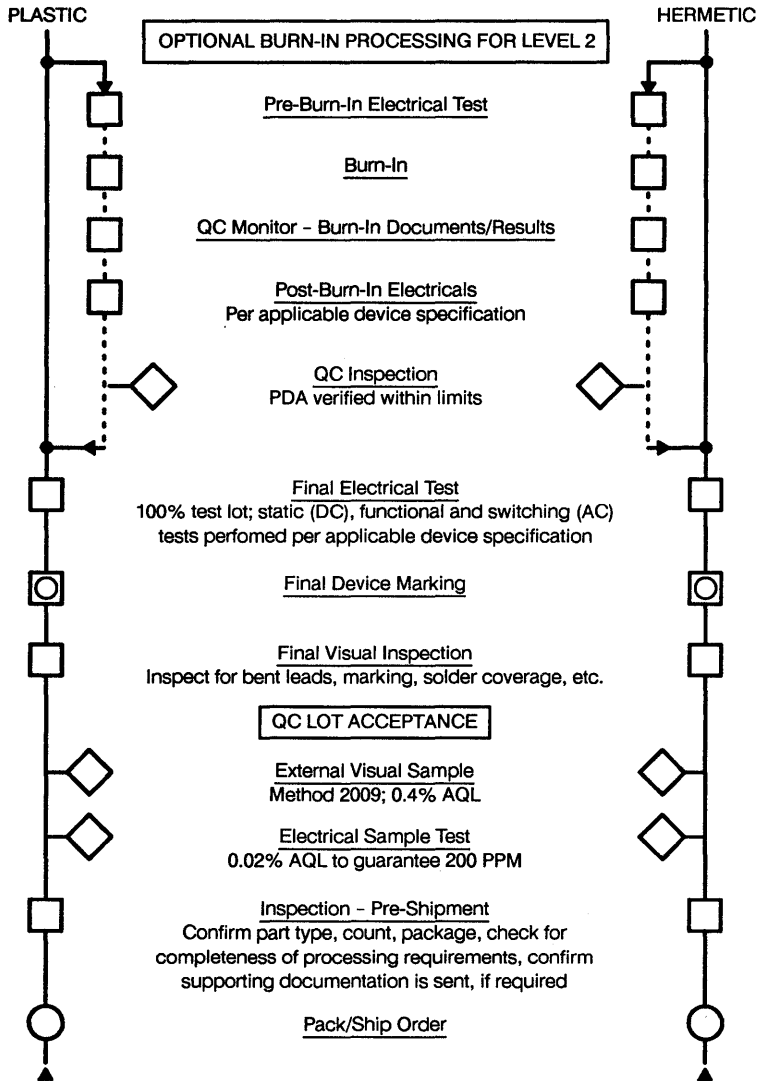 PLASTIC
HERMETIC
OPTIONAL BURN-IN PROCESSING FOR LEVEL 2
Pre-Burn-In Electrical Test
Burn-In
QC Monitor - Burn-In Documents/Results
Post-Burn-In Electricals
Per applicable device specification
QC Inspection
PDA verified within limits
Final Electrical Test
100% test lot; static (DC), functional and switching (AC)
tests perfomed per applicable device specification
Final Device Marking
Final Visual Inspection
Inspect for bent leads, marking, solder coverage, etc.
QC LOT ACCEPTANCE
External Visual Sample
Method 2009; 0.4% AQL
Electrical Sample Test
0.02% AQL to guarantee 200 PPM
Inspection - Pre-Shipment
Confirm part type, count, package, check for
completeness of processing requirements, confirm
supporting documentation is sent, if required
Pack/Ship Order